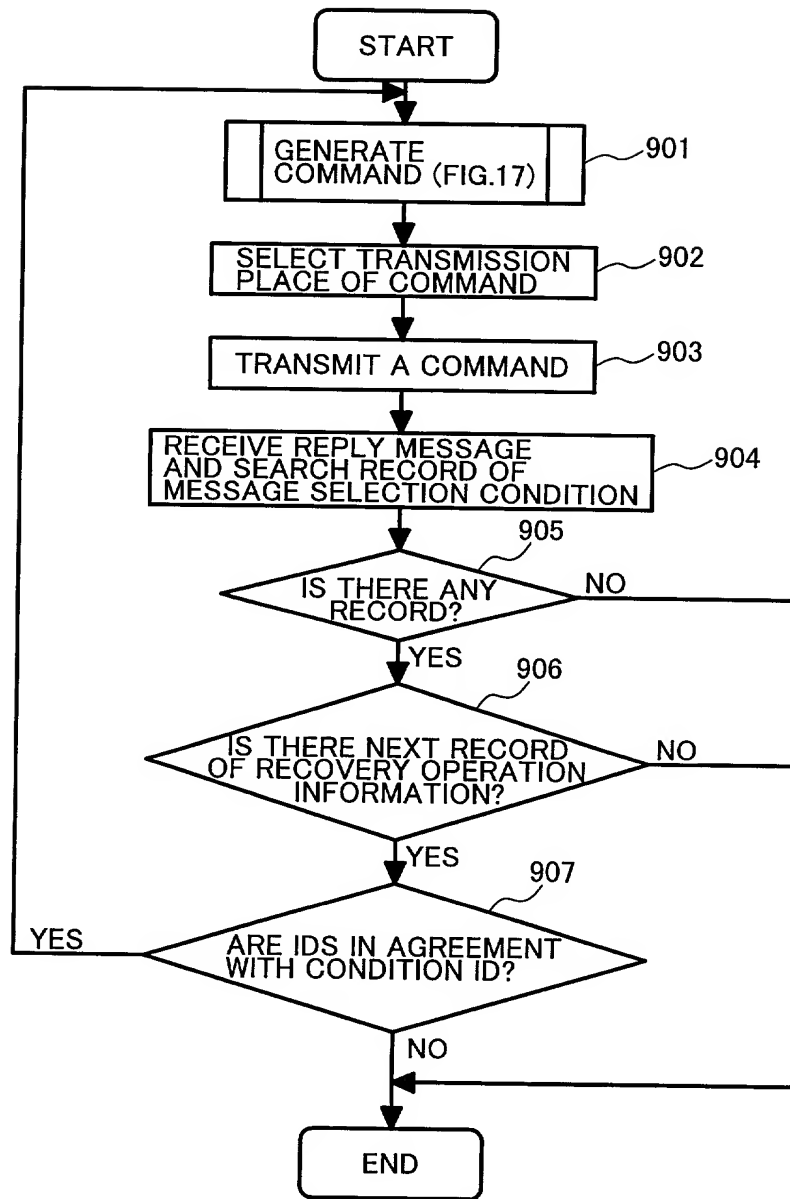 START
GENERATE
COMMAND (FIG.17)
901
SELECT TRANSMISSION
PLACE OF COMMAND
902
TRANSMIT A COMMAND
903
RECEIVE REPLY MESSAGE
AND SEARCH RECORD OF
MESSAGE SELECTION CONDITION
904
905
IS THERE ANY
RECORD?
NO
YES
906
IS THERE NEXT RECORD
OF RECOVERY OPERATION
INFORMATION?
NO
YES
907
YES
ARE IDS IN AGREEMENT
WITH CONDITION ID?
NO
END